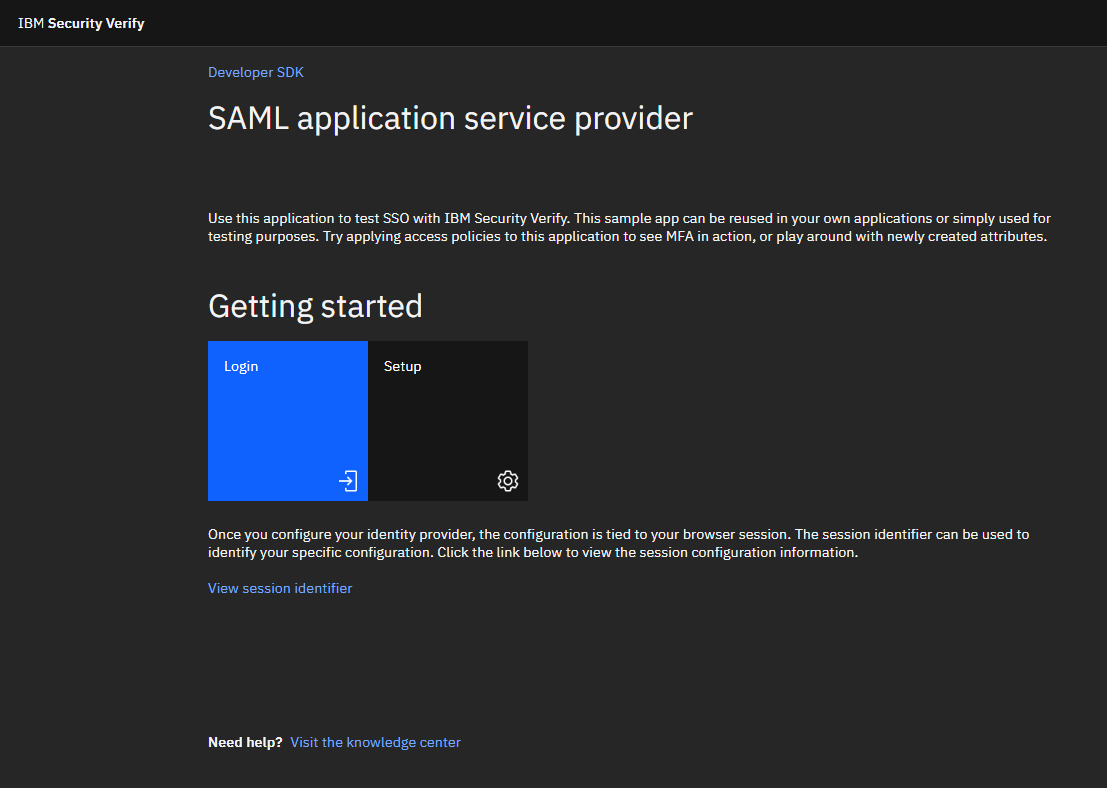 IBM Security Verify
Developer SDK
SAML application service provider
Use this application to test SSO with IBM Security Verify. This sample app can be reused in your own applications or simply used for
testing purposes. Try applying access policies to this application to see MFA in action, or play around with newly created attributes.
Getting started
Login
Setup
Once you configure your identity provider, the configuration is tied to your browser session. The session identifier can be used to
identify your specific configuration. Click the link below to view the session configuration information.
View session identifier
Need help? Visit the knowledge center